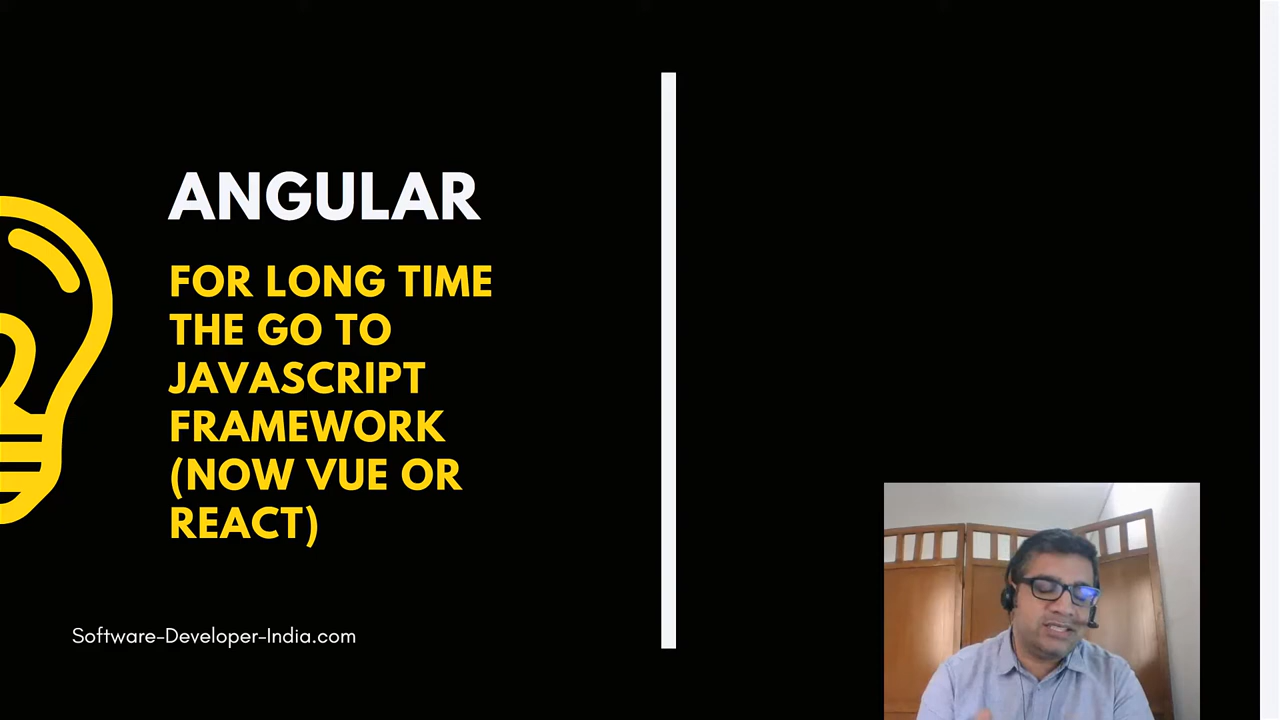 ANGULAR
FOR LONG TIME
THE GO TO
JAVASCRIPT
FRAMEWORK
(NOW VUE OR
REACT)
Software-Developer-India.com